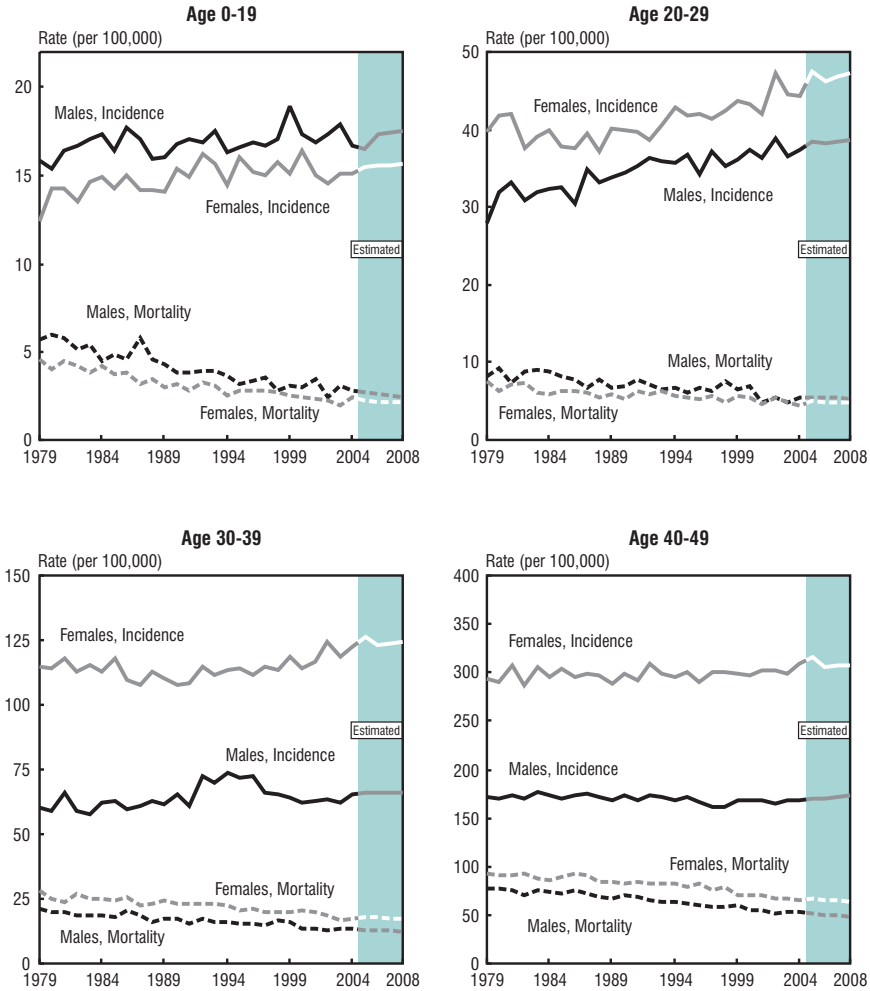 Age 0-19
Rate (per 100,000)
20
15
10
5
0
Males, Incidence
Females, Incidence
Estimated
Males, Mortality
Females, Mortality
1979 1984 1989 1994 1999 2004 2008
Age 20-29
Rate (per 100,000)
50
40
30
20
10
0
Females, Incidence
Males, Incidence
Estimated
Males, Mortality
Females, Mortality
1979 1984 1989 1994 1999 2004 2008
Age 30-39
Rate (per 100,000)
150
125
100
75
50
25
0
Females, Incidence
Estimated
Males, Incidence
Females, Mortality
Males, Mortality
1979 1984 1989 1994 1999 2004 2008
Age 40-49
Rate (per 100,000)
400
350
300
250
200
150
100
50
0
Females, Incidence
Estimated
Males, Incidence
Females, Mortality
Males, Mortality
1979 1984 1989 1994 1999 2004 2008